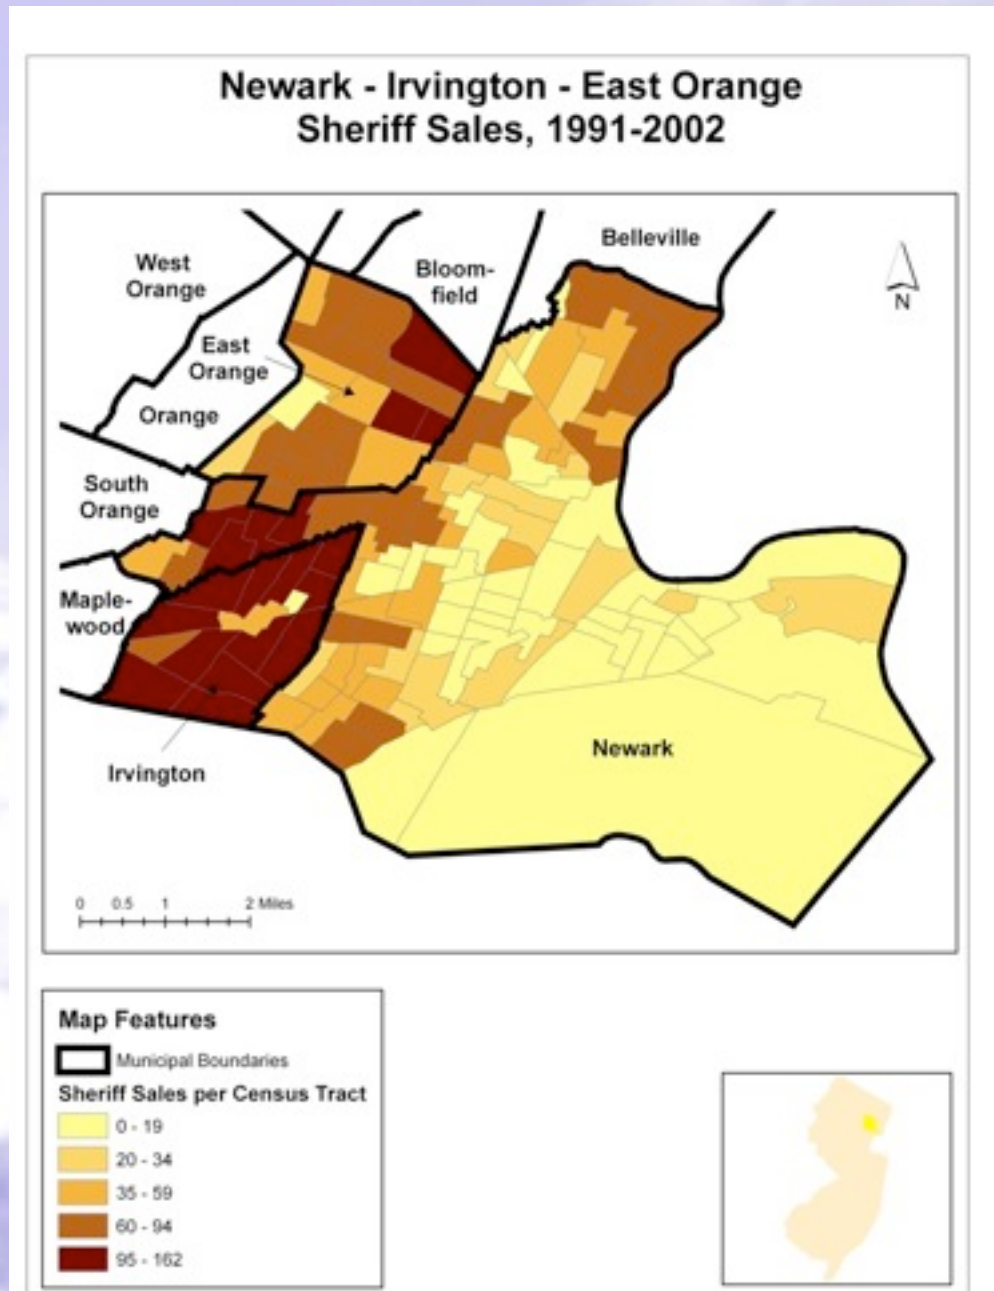 Newark - Irvington - East Orange
Sheriff Sales, 1991-2002
Belleville
West
Orange
Bloom-
field
N
East
Orange
Orange
South
Orange
Maple-
wood
Newark
Irvington
0 0.5 1 2 Miles
Map Features
Municipal Boundaries
Sheriff Sales per Census Tract
0 - 19
20 - 34
35 - 59
60 - 94
95 - 162